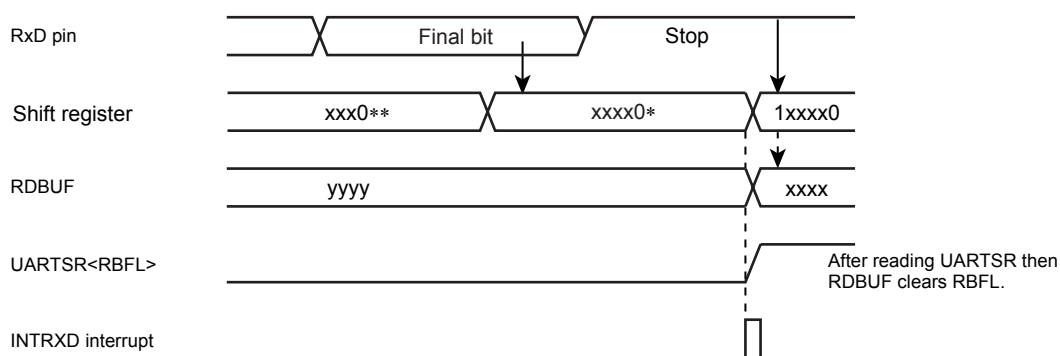 RxD pin
Final bit
Stop
Shift register
xxx0**
xxxx0*
1xxxx0
RDBUF
yyyy
xxxx
UARTSR<RBFL>
After reading UARTSR then
RDBUF clears RBFL.
INTRXD interrupt